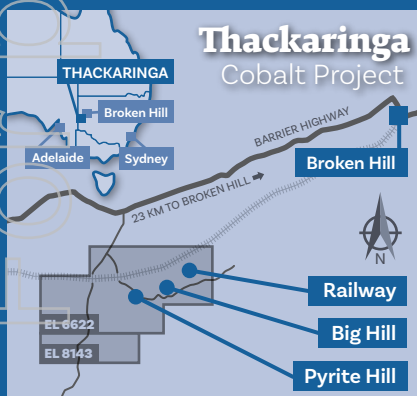 Thackaringa
Cobalt Project
THACKARINGA
Broken Hill
Adelaide
Sydney
BARRIER HIGHWAY
23 KM TO BROKEN HILL
Broken Hill
N
Railway
EL 6622
Big Hill
EL 8143
Pyrite Hill